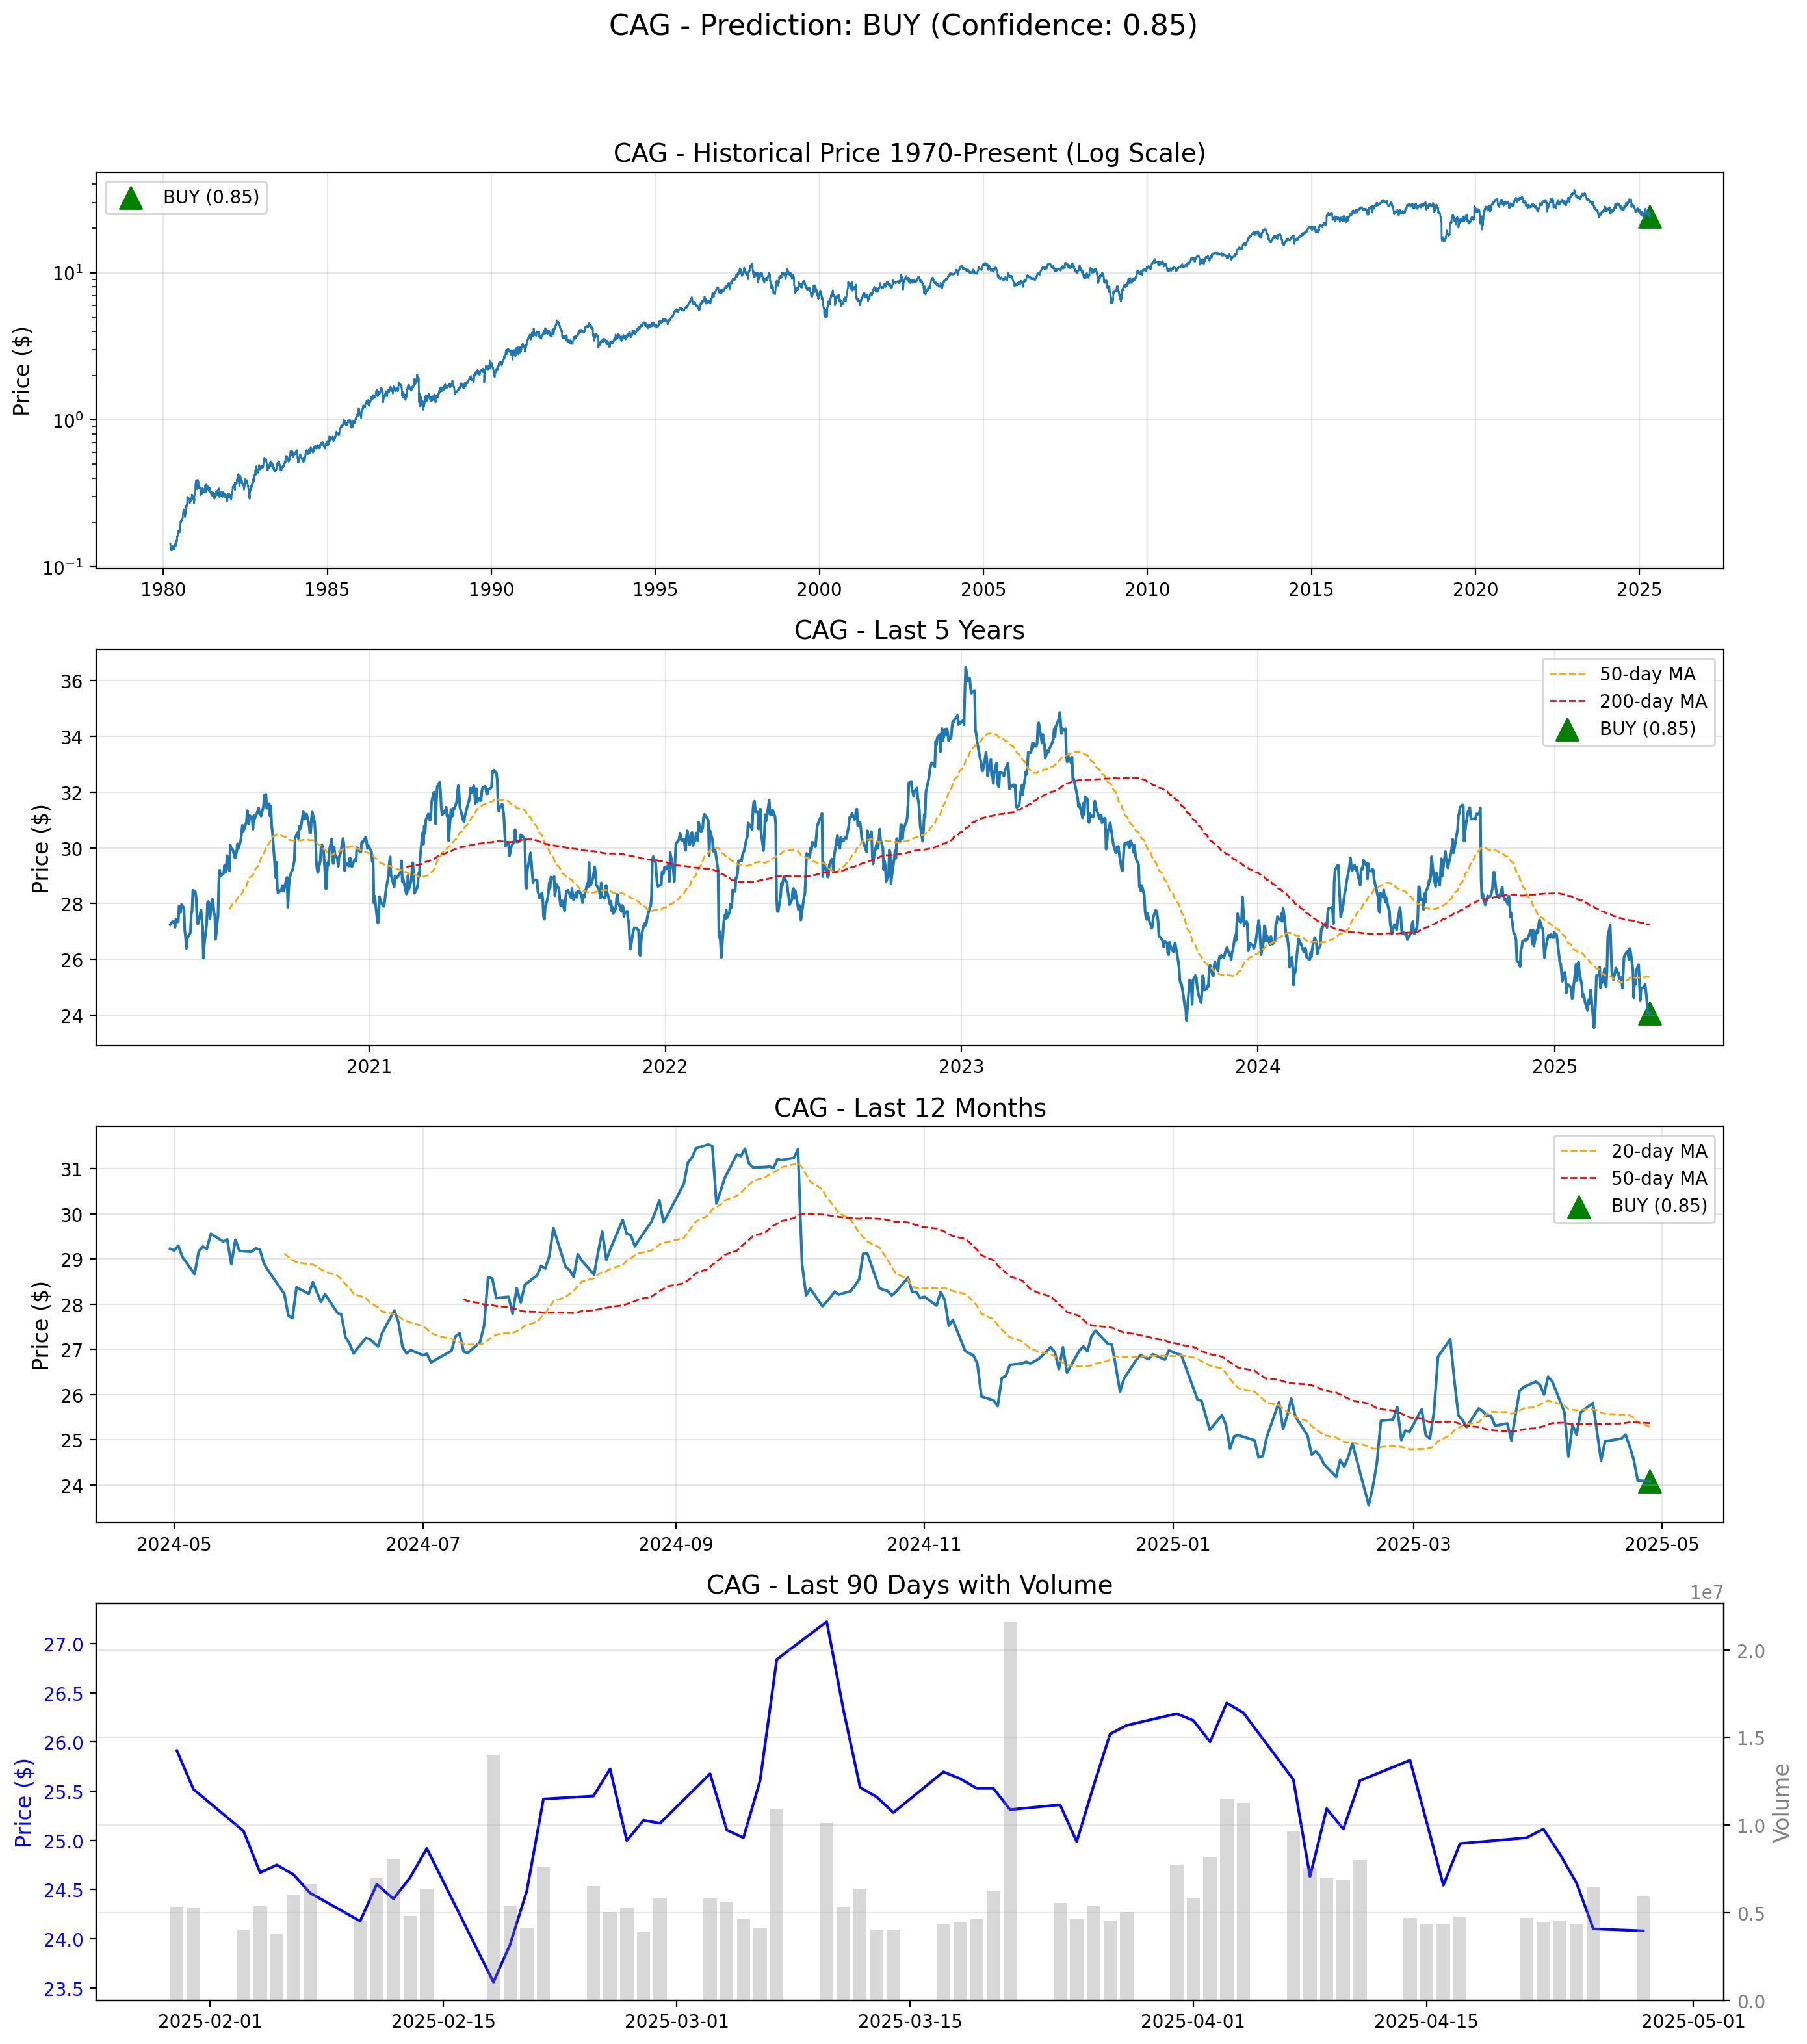 CAG - Prediction: BUY (Confidence: 0.85)
CAG - Historical Price 1970-Present (Log Scale)
BUY (0.85)
Price ($)
10¹
10⁰
10⁻¹
1980 1985 1990 1995 2000 2005 2010 2015 2020 2025
CAG - Last 5 Years
50-day MA
200-day MA
BUY (0.85)
Price ($)
36
34
32
30
28
26
24
2021 2022 2023 2024 2025
CAG - Last 12 Months
20-day MA
50-day MA
BUY (0.85)
Price ($)
31
30
29
28
27
26
25
24
2024-05 2024-07 2024-09 2024-11 2025-01 2025-03 2025-05
CAG - Last 90 Days with Volume
1e7
Price ($)
27.0
26.5
26.0
25.5
25.0
24.5
24.0
23.5
2.0
1.5
1.0
0.5
0.0
Volume
2025-02-01 2025-02-15 2025-03-01 2025-03-15 2025-04-01 2025-04-15 2025-05-01